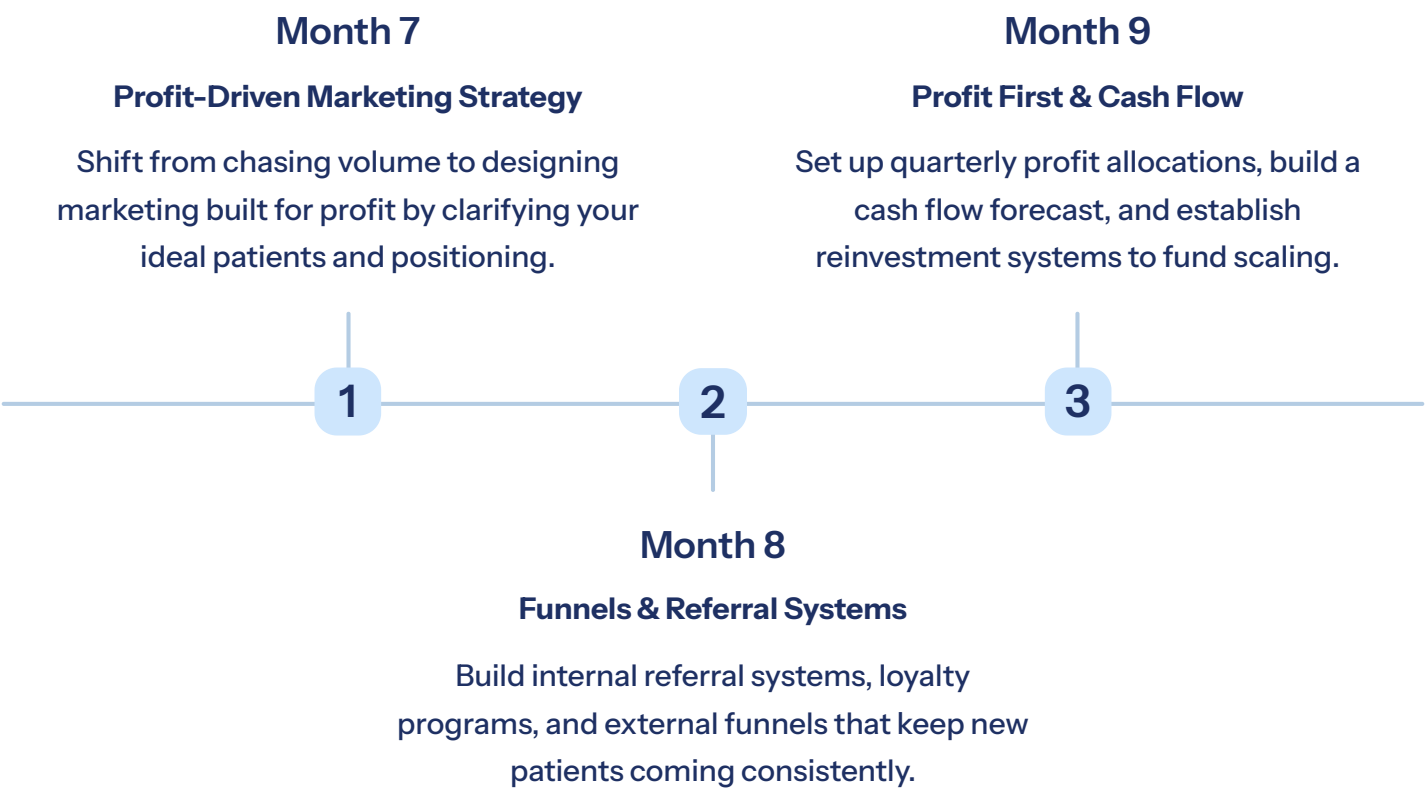 Month 7
Profit-Driven Marketing Strategy
Shift from chasing volume to designing
marketing built for profit by clarifying your
ideal patients and positioning.
Month 9
Profit First & Cash Flow
Set up quarterly profit allocations, build a
cash flow forecast, and establish
reinvestment systems to fund scaling.
1
2
3
Month 8
Funnels & Referral Systems
Build internal referral systems, loyalty
programs, and external funnels that keep new
patients coming consistently.